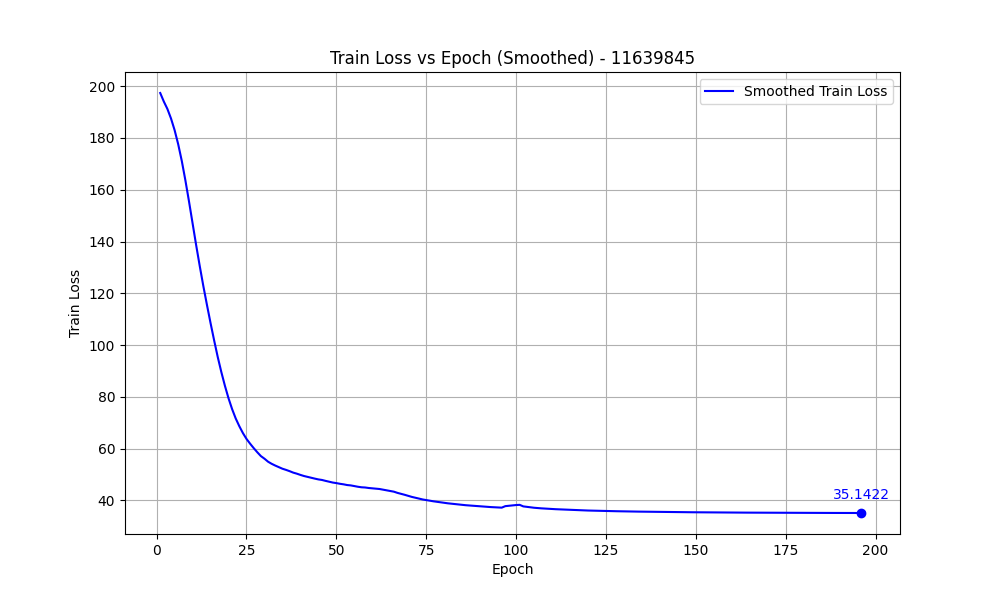 Train Loss vs Epoch (Smoothed) - 11639845
Smoothed Train Loss
200
180
160
140
120
100
80
60
40
Train Loss
35.1422
0 25 50 75 100 125 150 175 200
Epoch